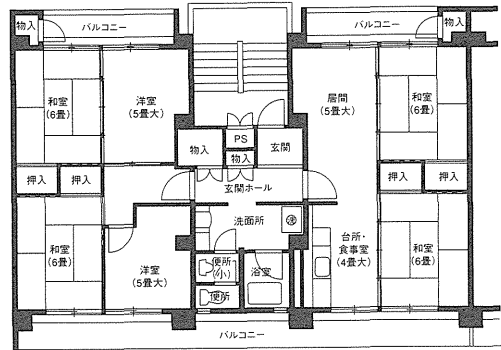 物入
バルコニー
バルコニー
物入
和室
(6畳)
洋室
(5畳大)
居間
(5畳大)
和室
(6畳)
物入
PS
物入
玄関
押入
押入
玄関ホール
押入
押入
洗面所
洗
和室
(6畳)
洋室
(5畳大)
便所
(小)
浴室
便所
台所・
食事室
(4畳大)
和室
(6畳)
バルコニー